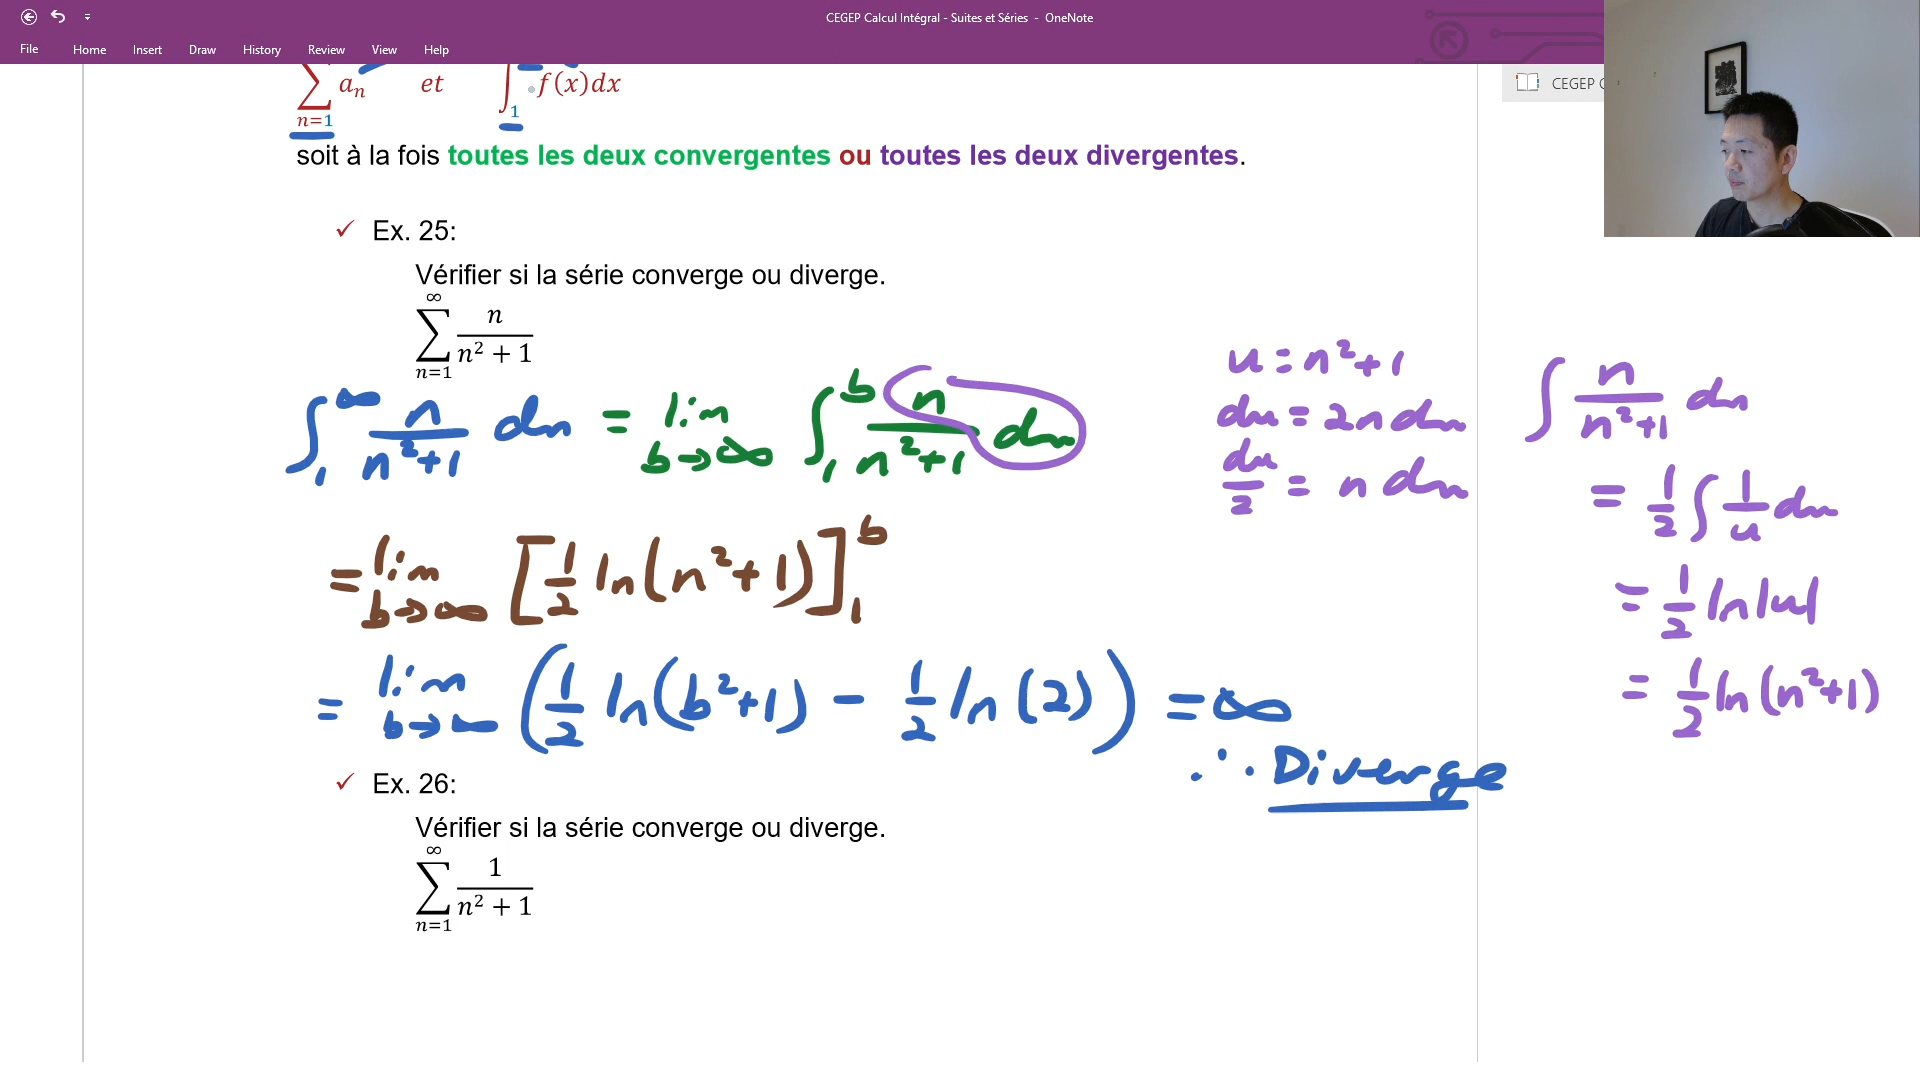 CEGEP Calcul Intégral - Suites et Séries - OneNote
File Home Insert Draw History Review View Help
CEGEP C
∑ n=1 aₙ et ∫₁ f(x)dx
soit à la fois toutes les deux convergentes ou toutes les deux divergentes.
✓ Ex. 25:
Vérifier si la série converge ou diverge.
∞ ∑ n=1 n/(n² + 1)
∫₁^∞ n/(n²+1) dn = lim b→∞ ∫₁^b n/(n²+1) dn
= lim b→∞ [1/2 ln(n²+1)]₁^b
= lim b→∞ (1/2 ln(b²+1) - 1/2 ln(2)) = ∞
∴ Diverge
u = n²+1
du = 2n dn
du/2 = n dn
∫ n/(n²+1) dn
= 1/2 ∫ 1/u du
= 1/2 ln|u|
= 1/2 ln(n²+1)
✓ Ex. 26:
Vérifier si la série converge ou diverge.
∞ ∑ n=1 1/(n² + 1)